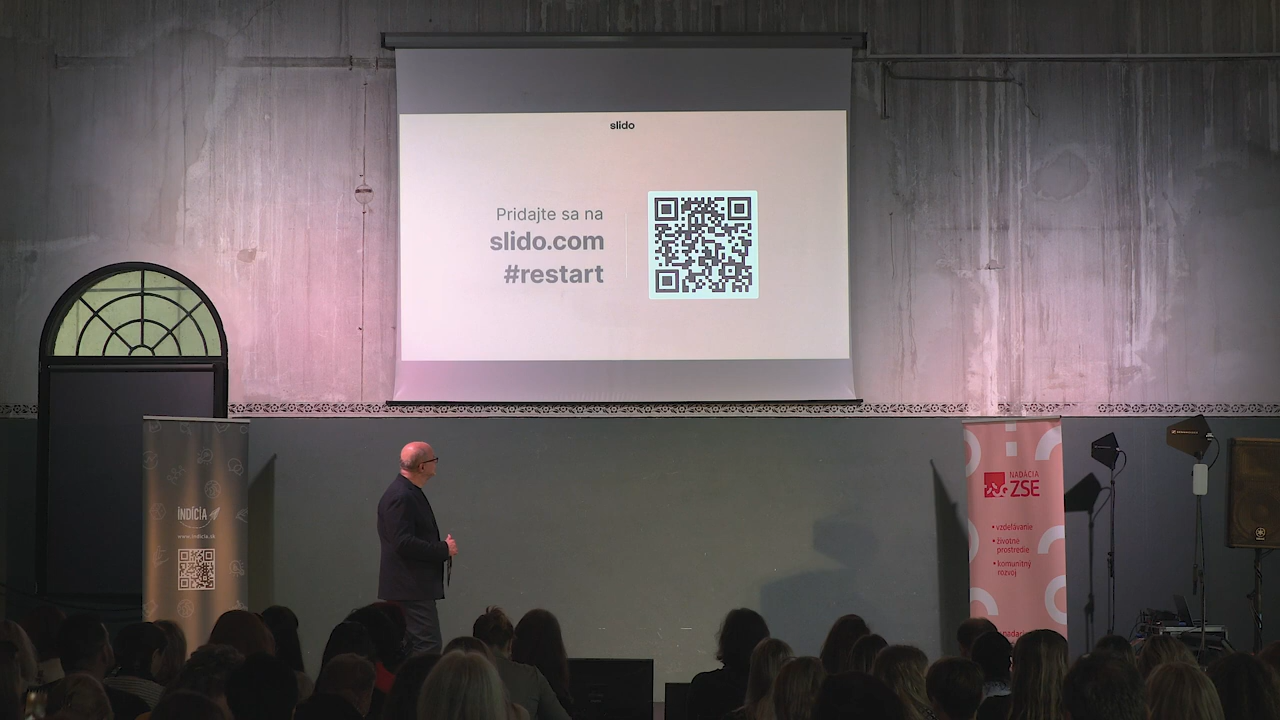 slido
Pridajte sa na
slido.com
#restart
INDÍCIA
www.indicia.sk
NADÁCIA
ZSE
• vzdelávanie
• životné
prostredie
• komunitný
rozvoj